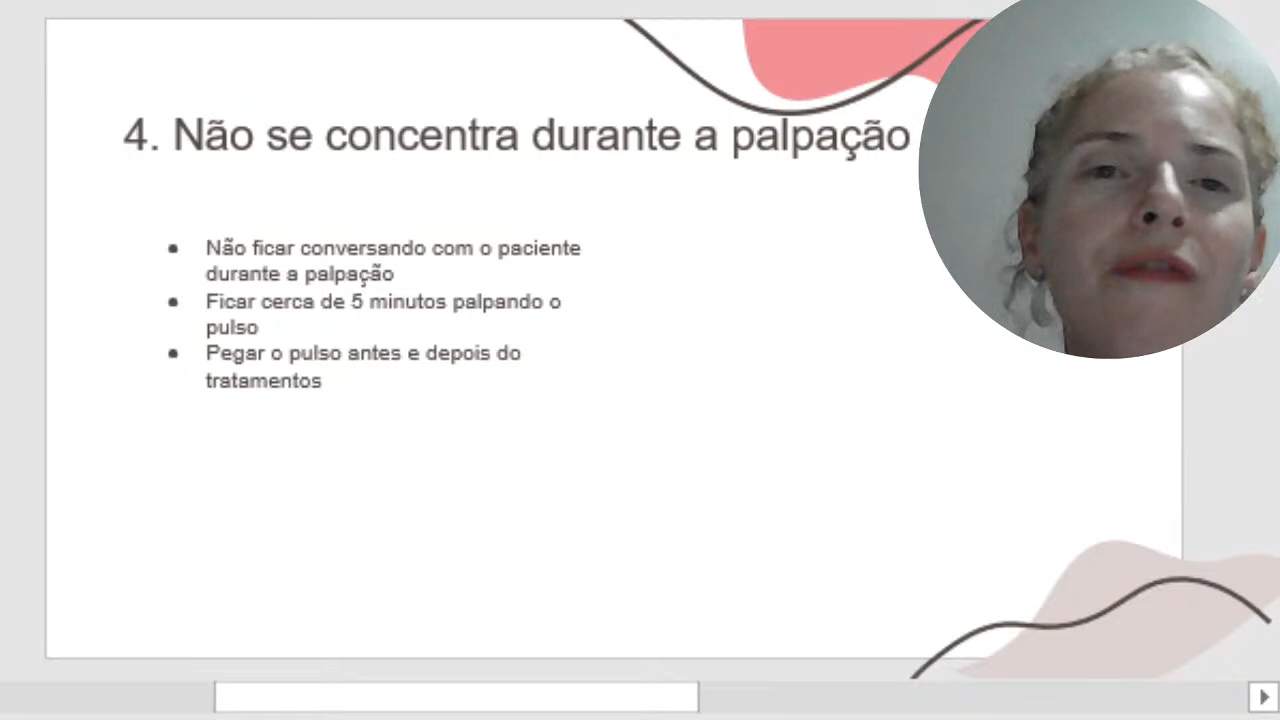 4. Não se concentra durante a palpação
● Não ficar conversando com o paciente
durante a palpação
● Ficar cerca de 5 minutos palpando o
pulso
● Pegar o pulso antes e depois do
tratamentos